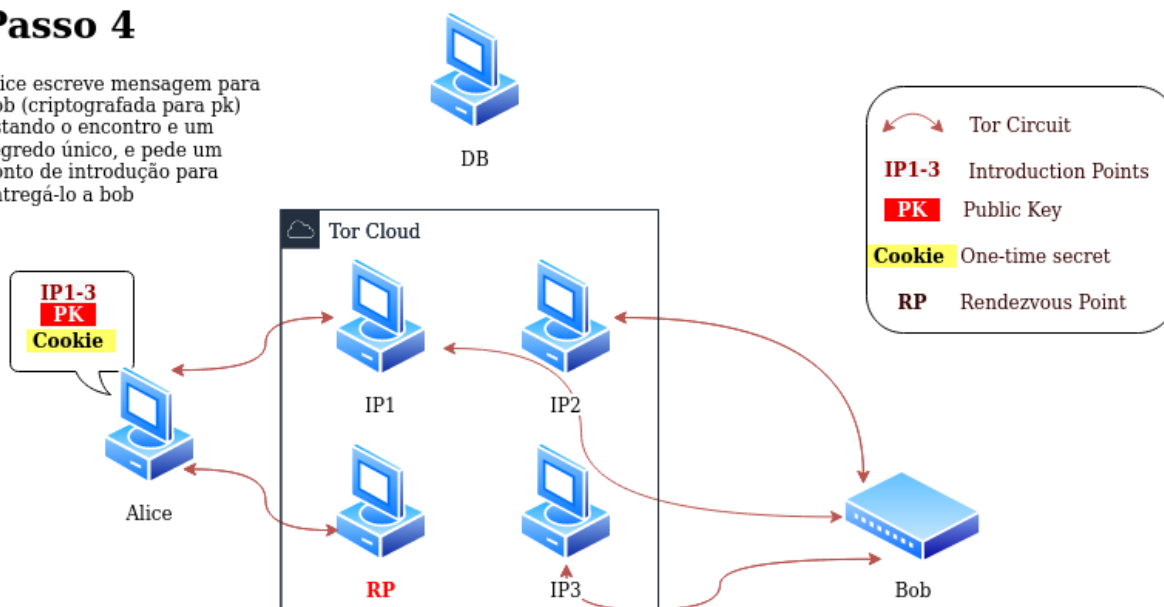 Passo 4
ice escreve mensagem para
ob (criptografada para pk)
stando o encontro e um
gredo único, e pede um
onto de introdução para
ntregá-lo a bob
DB
Tor Circuit
IP1-3 Introduction Points
PK Public Key
Cookie One-time secret
RP Rendezvous Point
Tor Cloud
IP1-3
PK
Cookie
IP1
IP2
Alice
RP
IP3
Bob